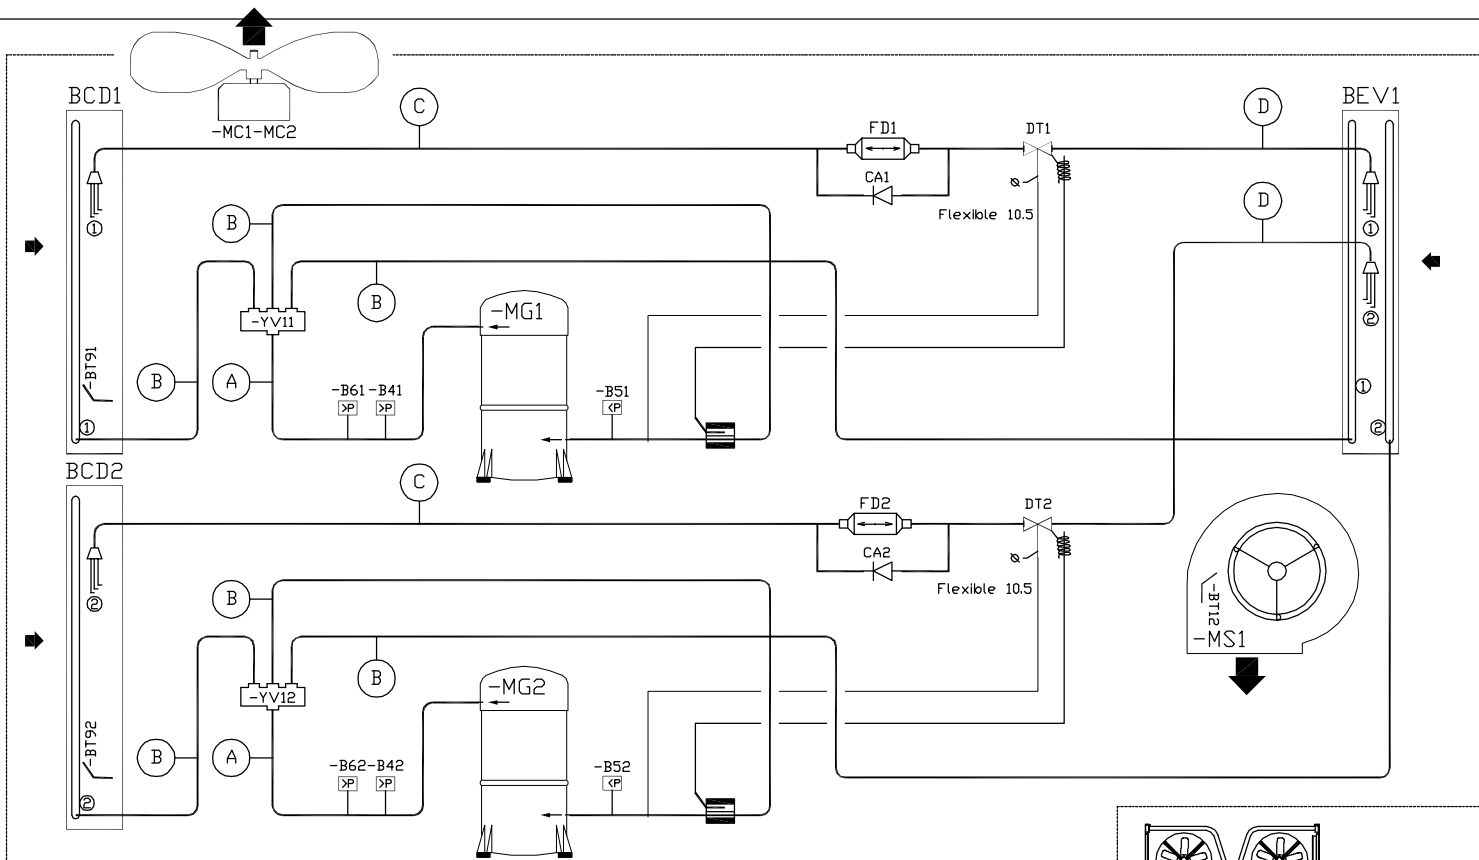 BCD1
-MC1-MC2
C
FD1
DT1
D
BEV1
CA1
Ø
Flexible 10.5
D
B
1
1
B
-YV11
-MG1
2
-BT91
B
A
-B61
-B41
-B51
>P
>P
<P
1
1
2
BCD2
C
FD2
DT2
CA2
Ø
Flexible 10.5
B
2
-BT12
-MS1
B
-YV12
-MG2
-BT92
B
A
-B62
-B42
-B52
>P
>P
<P
2